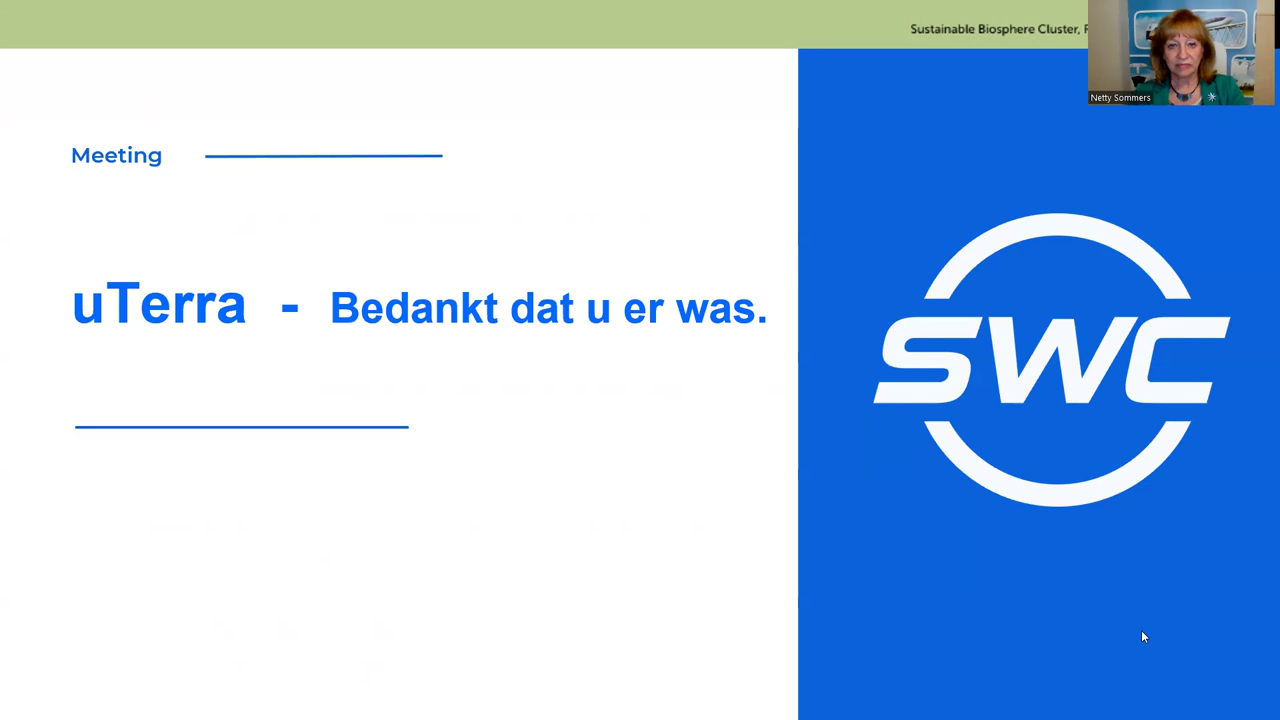 Sustainable Biosphere Cluster,
Netty Sommers
Meeting
uTerra - Bedankt dat u er was.
SWC